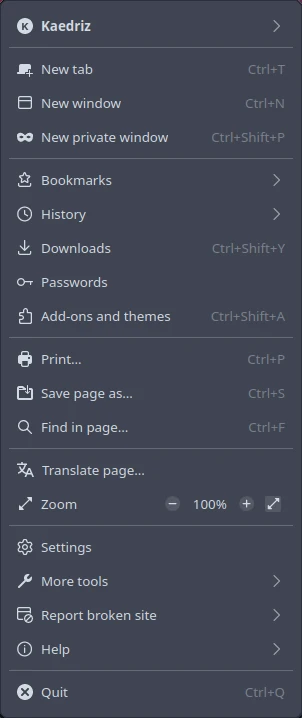 K Kaedriz
New tab Ctrl+T
New window Ctrl+N
New private window Ctrl+Shift+P
Bookmarks
History
Downloads Ctrl+Shift+Y
Passwords
Add-ons and themes Ctrl+Shift+A
Print... Ctrl+P
Save page as... Ctrl+S
Find in page... Ctrl+F
Translate page...
Zoom − 100% +
Settings
More tools
Report broken site
Help
Quit Ctrl+Q